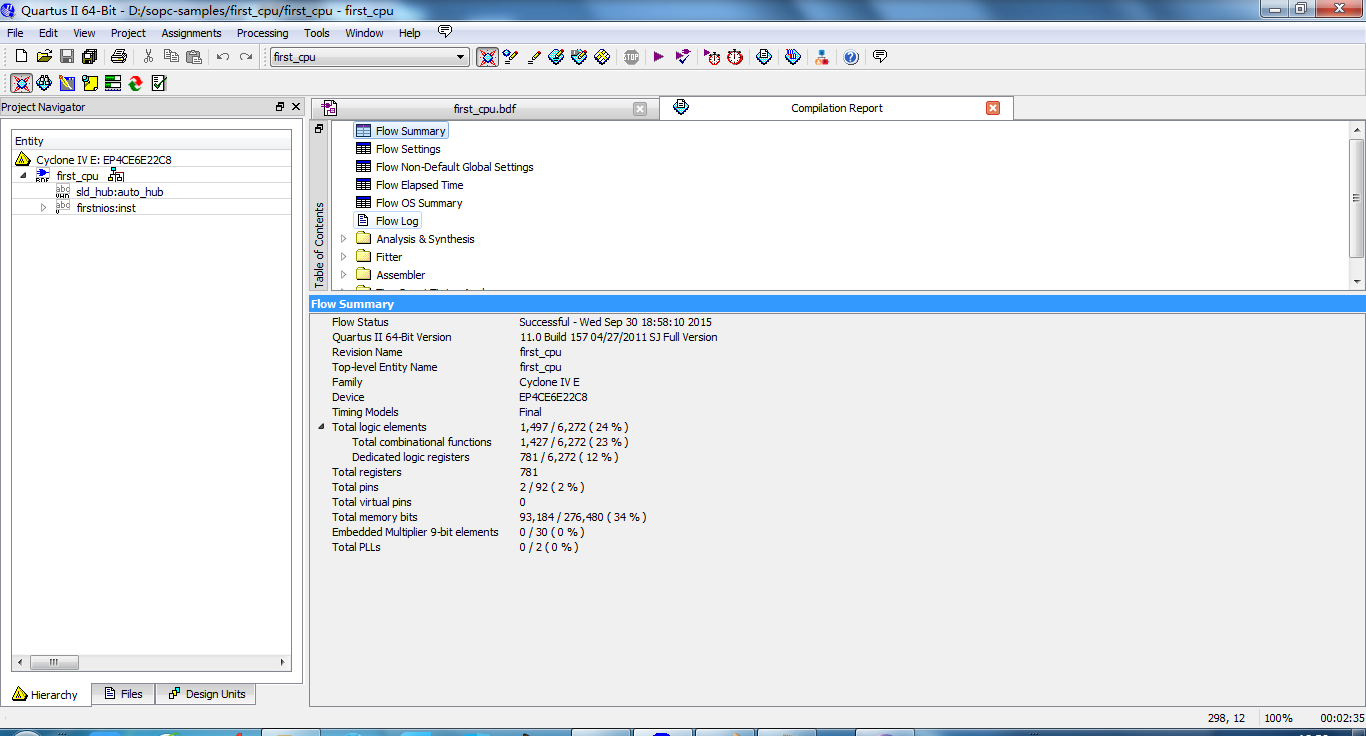 Quartus II 64-Bit - D:/sopc-samples/first_cpu/first_cpu - first_cpu
File Edit View Project Assignments Processing Tools Window Help
first_cpu
STOP
Project Navigator
first_cpu.bdf
Compilation Report
Entity
Cyclone IV E: EP4CE6E22C8
first_cpu
sld_hub:auto_hub
firstnios:inst
Table of Contents
Flow Summary
Flow Settings
Flow Non-Default Global Settings
Flow Elapsed Time
Flow OS Summary
Flow Log
Analysis & Synthesis
Fitter
Assembler
Flow Summary
Flow Status Successful - Wed Sep 30 18:58:10 2015
Quartus II 64-Bit Version 11.0 Build 157 04/27/2011 SJ Full Version
Revision Name first_cpu
Top-level Entity Name first_cpu
Family Cyclone IV E
Device EP4CE6E22C8
Timing Models Final
Total logic elements 1,497 / 6,272 ( 24 % )
Total combinational functions 1,427 / 6,272 ( 23 % )
Dedicated logic registers 781 / 6,272 ( 12 % )
Total registers 781
Total pins 2 / 92 ( 2 % )
Total virtual pins 0
Total memory bits 93,184 / 276,480 ( 34 % )
Embedded Multiplier 9-bit elements 0 / 30 ( 0 % )
Total PLLs 0 / 2 ( 0 % )
Hierarchy Files Design Units
298, 12 100% 00:02:35